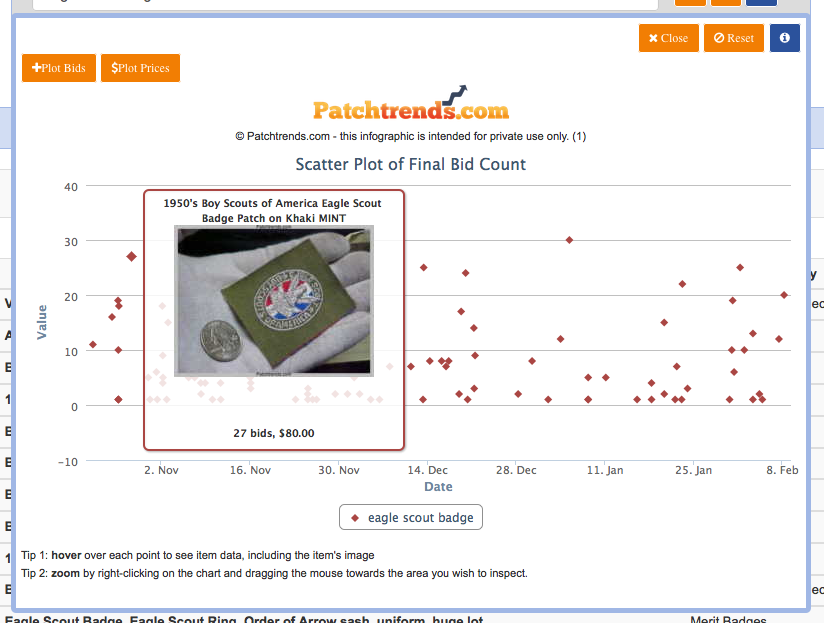 Close
Reset
Plot Bids
$Plot Prices
Patchtrends.com
© Patchtrends.com - this infographic is intended for private use only. (1)
Scatter Plot of Final Bid Count
40
30
20
10
0
-10
Value
1950's Boy Scouts of America Eagle Scout
Badge Patch on Khaki MINT
Patchtrends.com
Patchtrends.com
27 bids, $80.00
2. Nov
16. Nov
30. Nov
14. Dec
28. Dec
11. Jan
25. Jan
8. Feb
Date
eagle scout badge
Tip 1: hover over each point to see item data, including the item's image
Tip 2: zoom by right-clicking on the chart and dragging the mouse towards the area you wish to inspect.
Eagle Scout Badge, Eagle Scout Ring, Order of Arrow sash, uniform, huge lot
Merit Badges